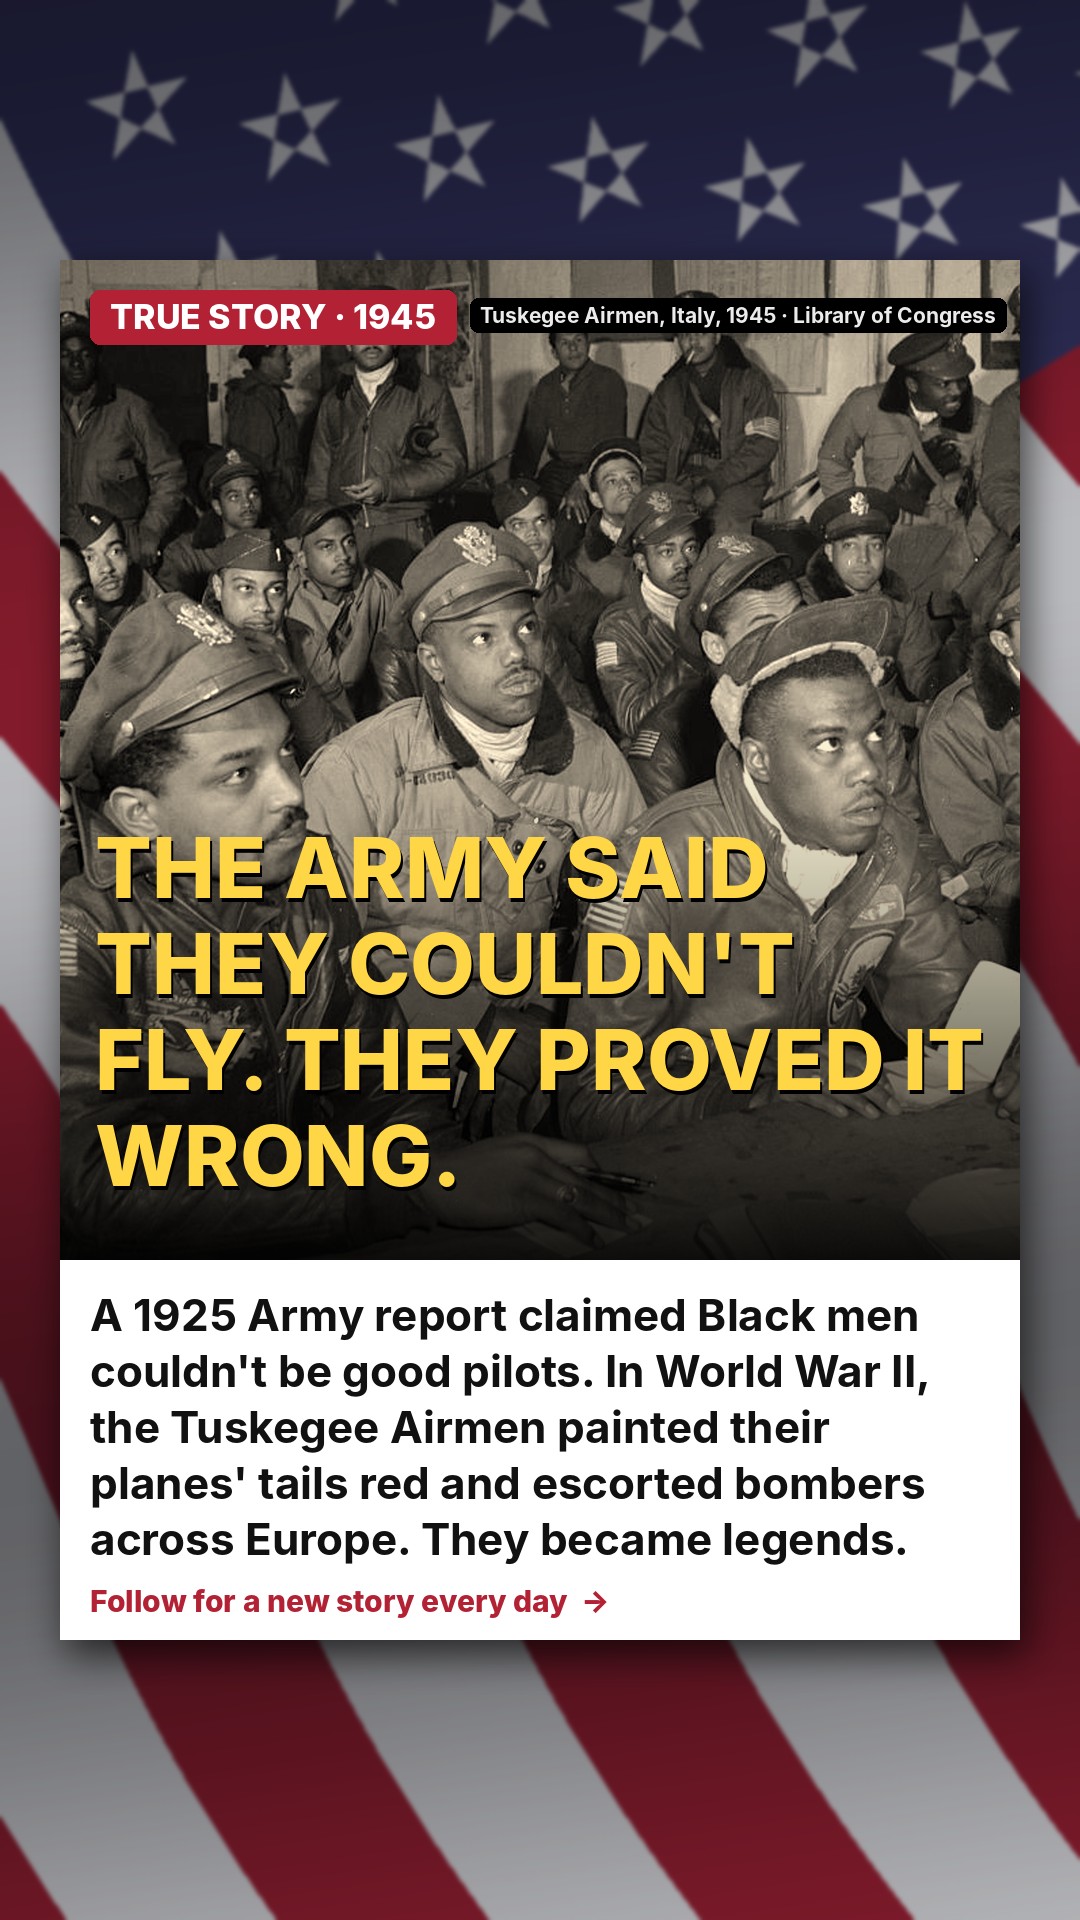 TRUE STORY · 1945
Tuskegee Airmen, Italy, 1945 · Library of Congress
THE ARMY SAID
THEY COULDN'T
FLY. THEY PROVED IT
WRONG.
A 1925 Army report claimed Black men
couldn't be good pilots. In World War II,
the Tuskegee Airmen painted their
planes' tails red and escorted bombers
across Europe. They became legends.
Follow for a new story every day →